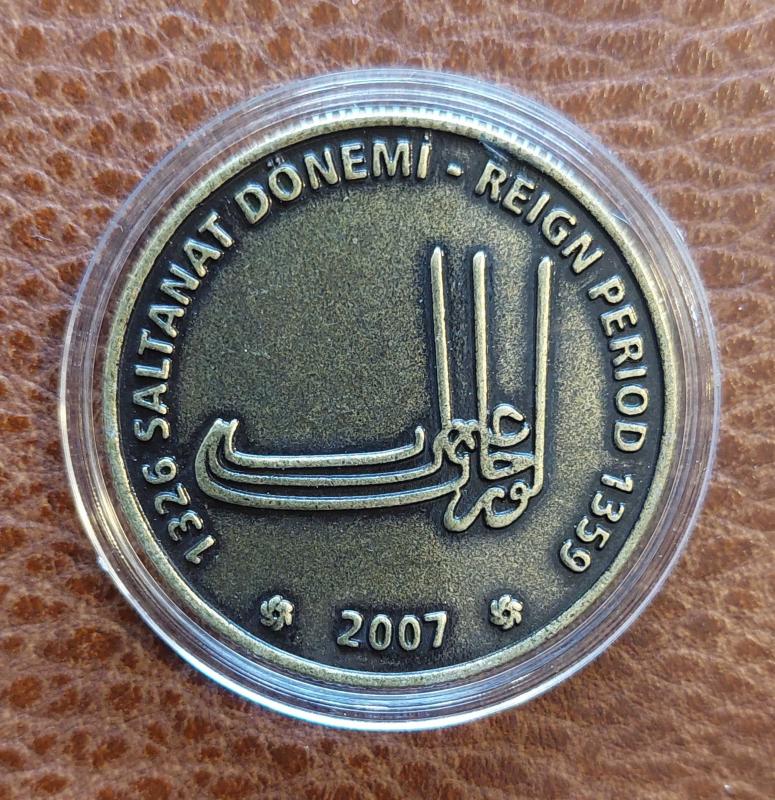 1326 SALTANAT DÖNEMİ - REIGN PERIOD 1359
2007